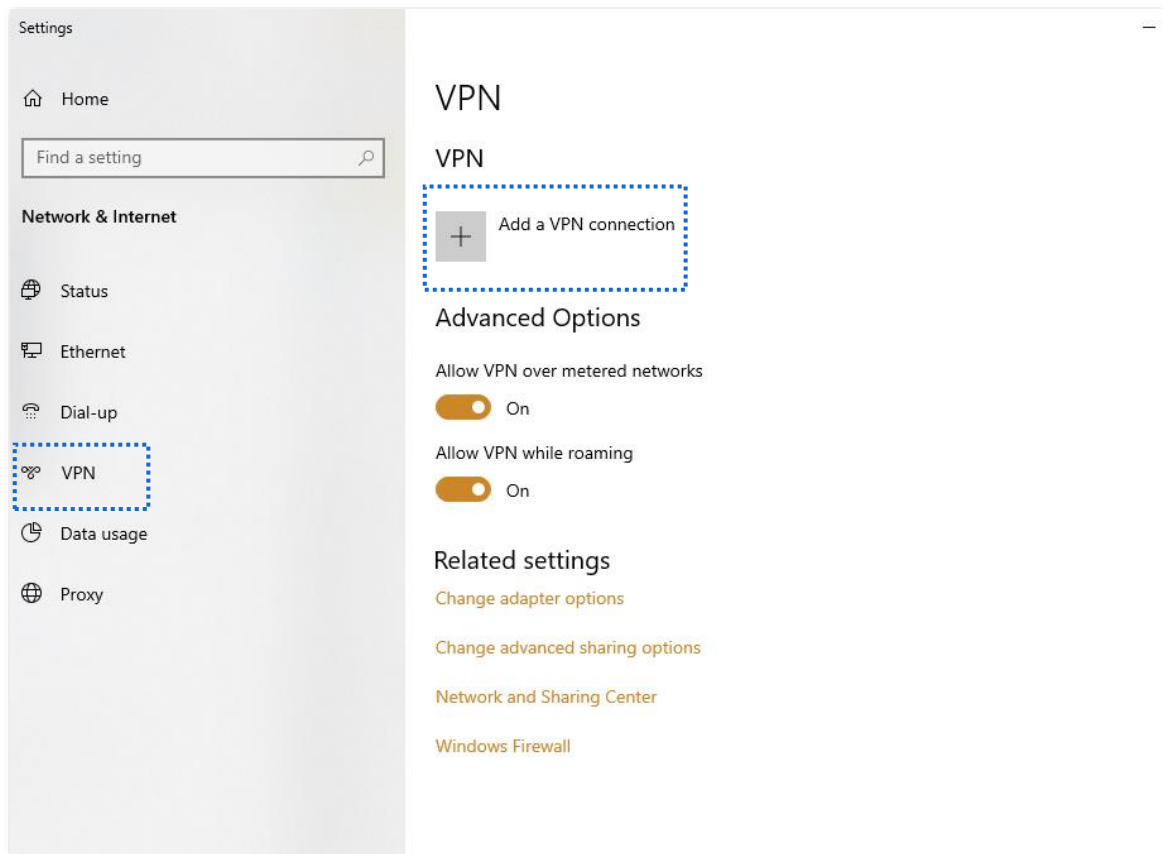 Settings
Home
Find a setting
Network & Internet
Status
Ethernet
Dial-up
VPN
Data usage
Proxy
VPN
VPN
Add a VPN connection
Advanced Options
Allow VPN over metered networks
On
Allow VPN while roaming
On
Related settings
Change adapter options
Change advanced sharing options
Network and Sharing Center
Windows Firewall